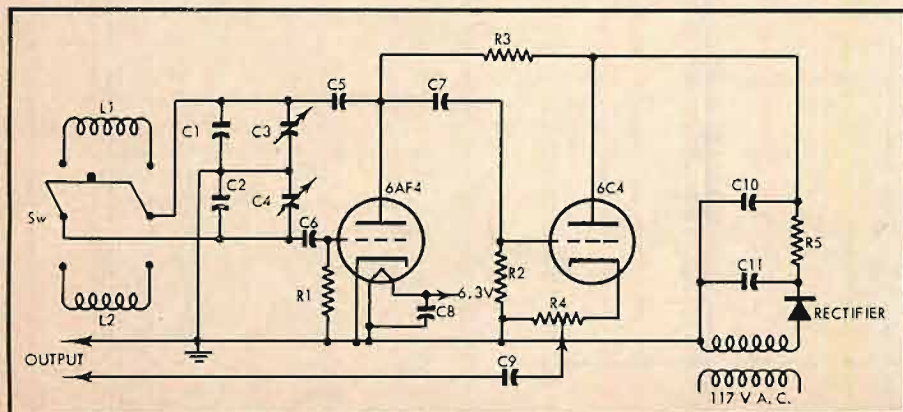 R3
C5
C7
L1
C1
C3
6AF4
6C4
C10
C2
C4
Sw
C6
R2
R5
R1
6.3V
R4
C11
C8
L2
RECTIFIER
OUTPUT
C9
117 V A. C.